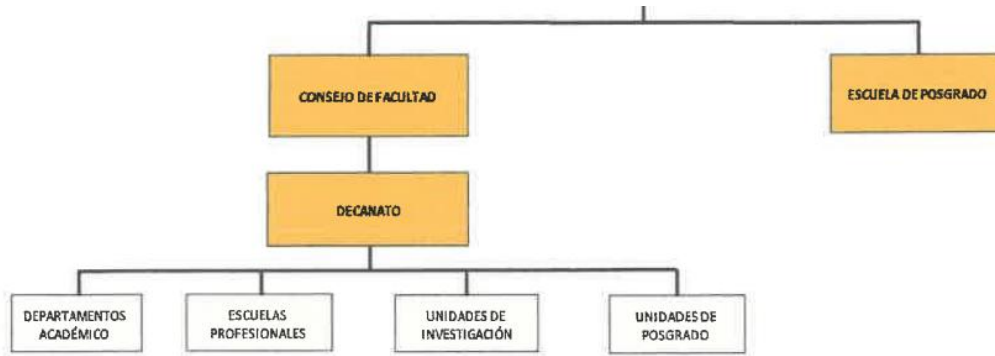 CONSEJO DE FACULTAD
ESCUELA DE POSGRADO
DECANATO
DEPARTAMENTOS
ACADÉMICO
ESCUELAS
PROFESIONALES
UNIDADES DE
INVESTIGACIÓN
UNIDADES DE
POSGRADO